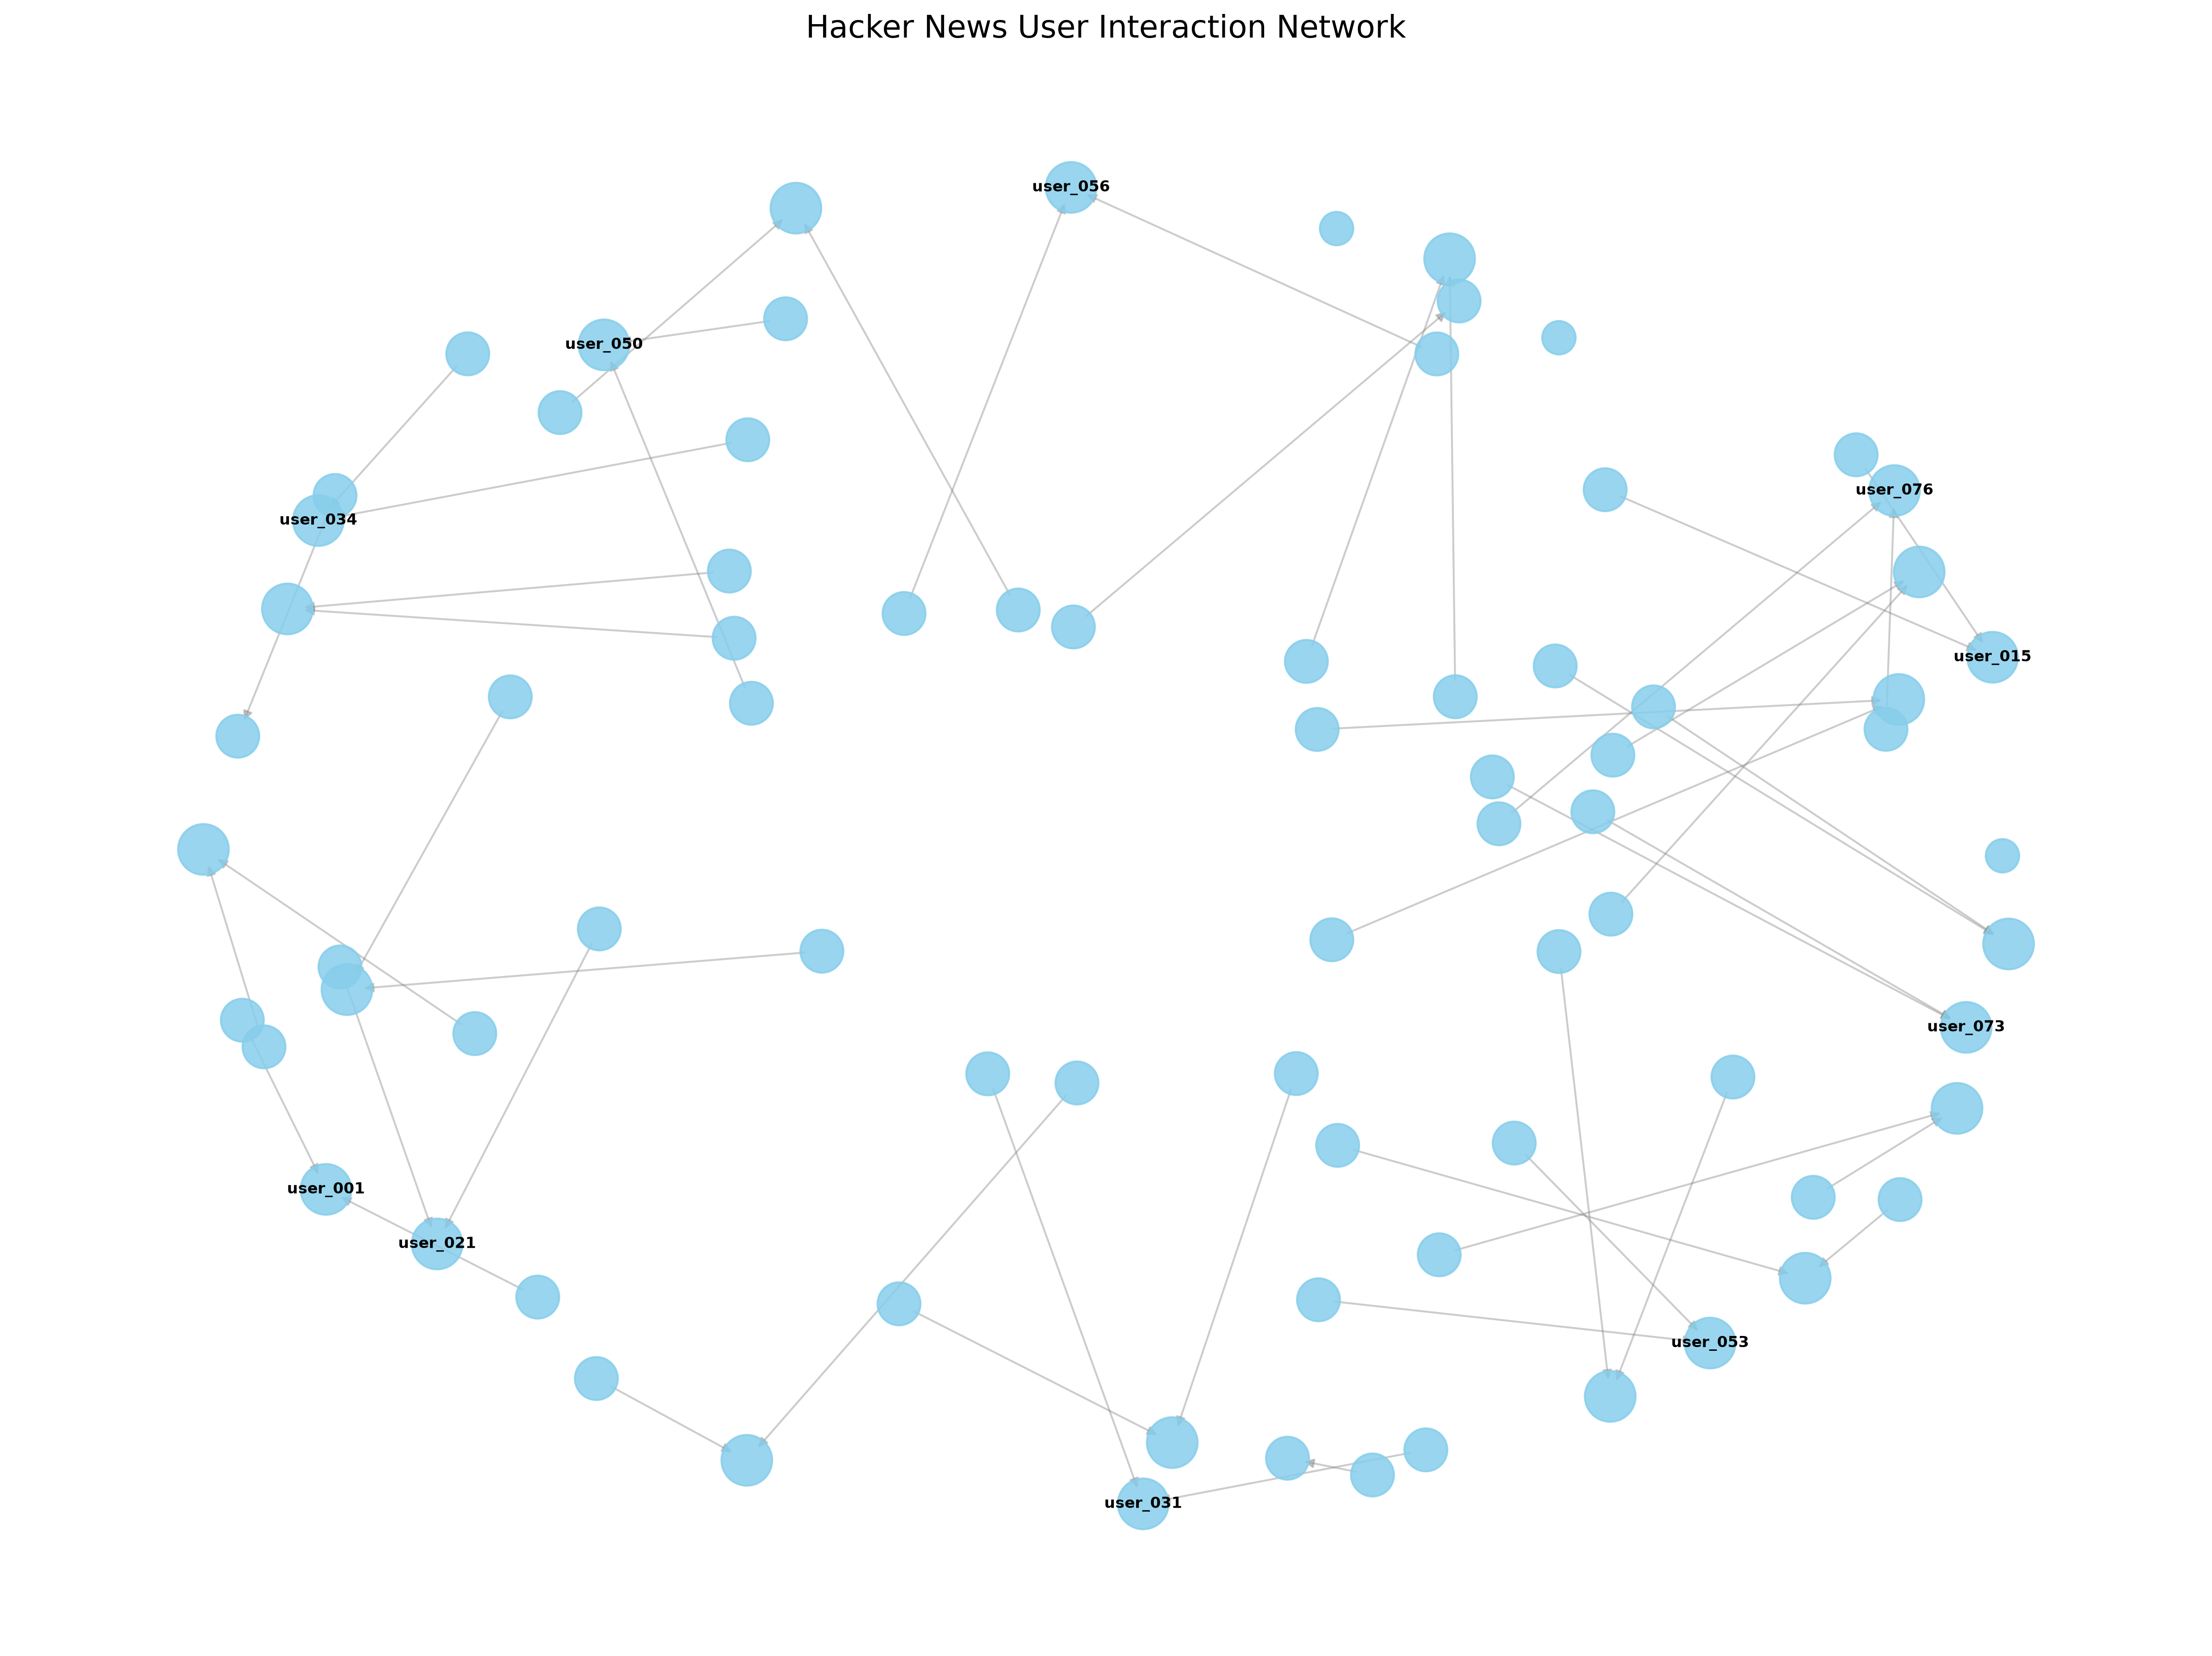 Hacker News User Interaction Network
user_056
user_050
user_076
user_034
user_015
user_073
user_001
user_021
user_053
user_031